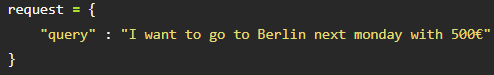 request = {
    "query" : "I want to go to Berlin next monday with 500€"
}